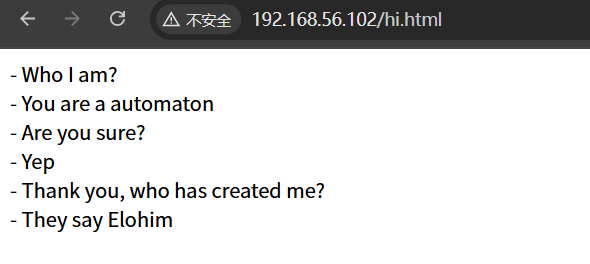 不安全 192.168.56.102/hi.html
- Who I am?
- You are a automaton
- Are you sure?
- Yep
- Thank you, who has created me?
- They say Elohim